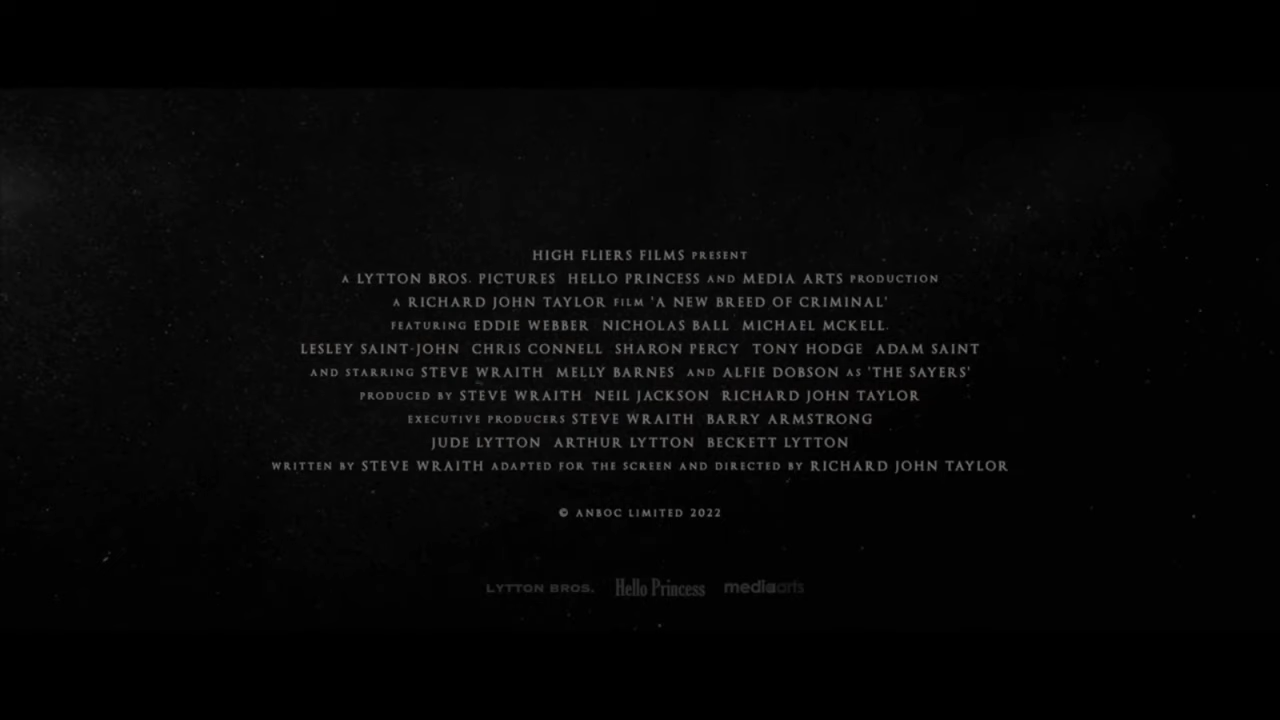 HIGH FLIERS FILMS PRESENT
A LYTTON BROS. PICTURES HELLO PRINCESS AND MEDIA ARTS PRODUCTION
A RICHARD JOHN TAYLOR FILM 'A NEW BREED OF CRIMINAL'
FEATURING EDDIE WEBBER NICHOLAS BALL MICHAEL MCKELL
LESLEY SAINT-JOHN CHRIS CONNELL SHARON PERCY TONY HODGE ADAM SAINT
AND STARRING STEVE WRAITH MELLY BARNES AND ALFIE DOBSON AS 'THE SAYERS'
PRODUCED BY STEVE WRAITH NEIL JACKSON RICHARD JOHN TAYLOR
EXECUTIVE PRODUCERS STEVE WRAITH BARRY ARMSTRONG
JUDE LYTTON ARTHUR LYTTON BECKETT LYTTON
WRITTEN BY STEVE WRAITH ADAPTED FOR THE SCREEN AND DIRECTED BY RICHARD JOHN TAYLOR
© ANBOC LIMITED 2022
LYTTON BROS. Hello Princess mediaarts